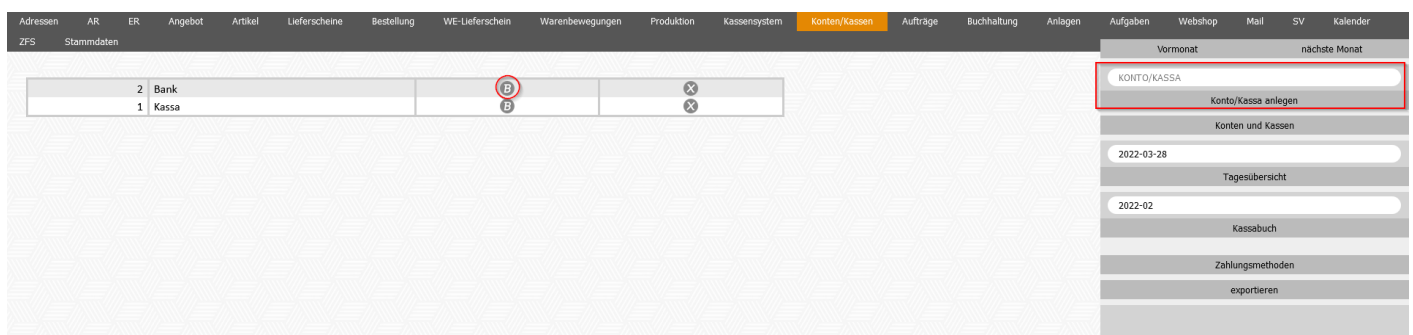 Adressen AR ER Angebot Artikel Lieferscheine Bestellung WE-Lieferschein Warenbewegungen Produktion Kassensystem Konten/Kassen Aufträge Buchhaltung Anlagen Aufgaben Webshop Mail SV Kalender
ZFS Stammdaten
Vormonat nächste Monat
KONTO/KASSA
Konto/Kassa anlegen
Konten und Kassen
2022-03-28
Tagesübersicht
2022-02
Kassabuch
Zahlungsmethoden
exportieren
2 Bank B X
1 Kassa B X